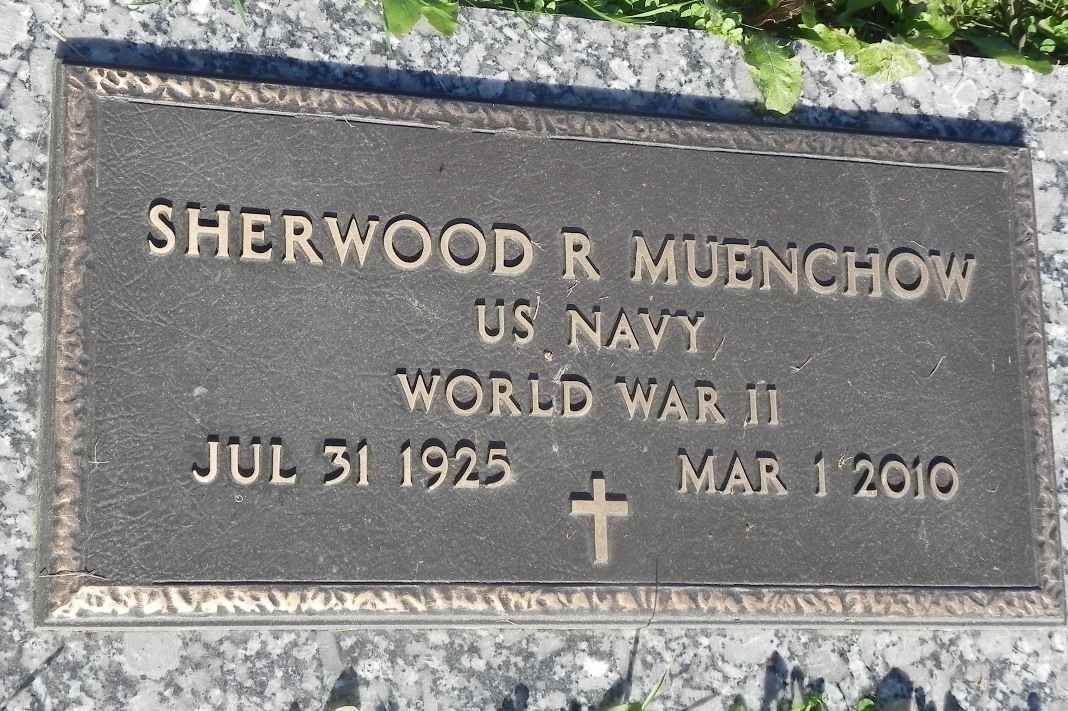 SHERWOOD R MUENCHOW
US NAVY
WORLD WAR II
JUL 31 1925 MAR 1 2010